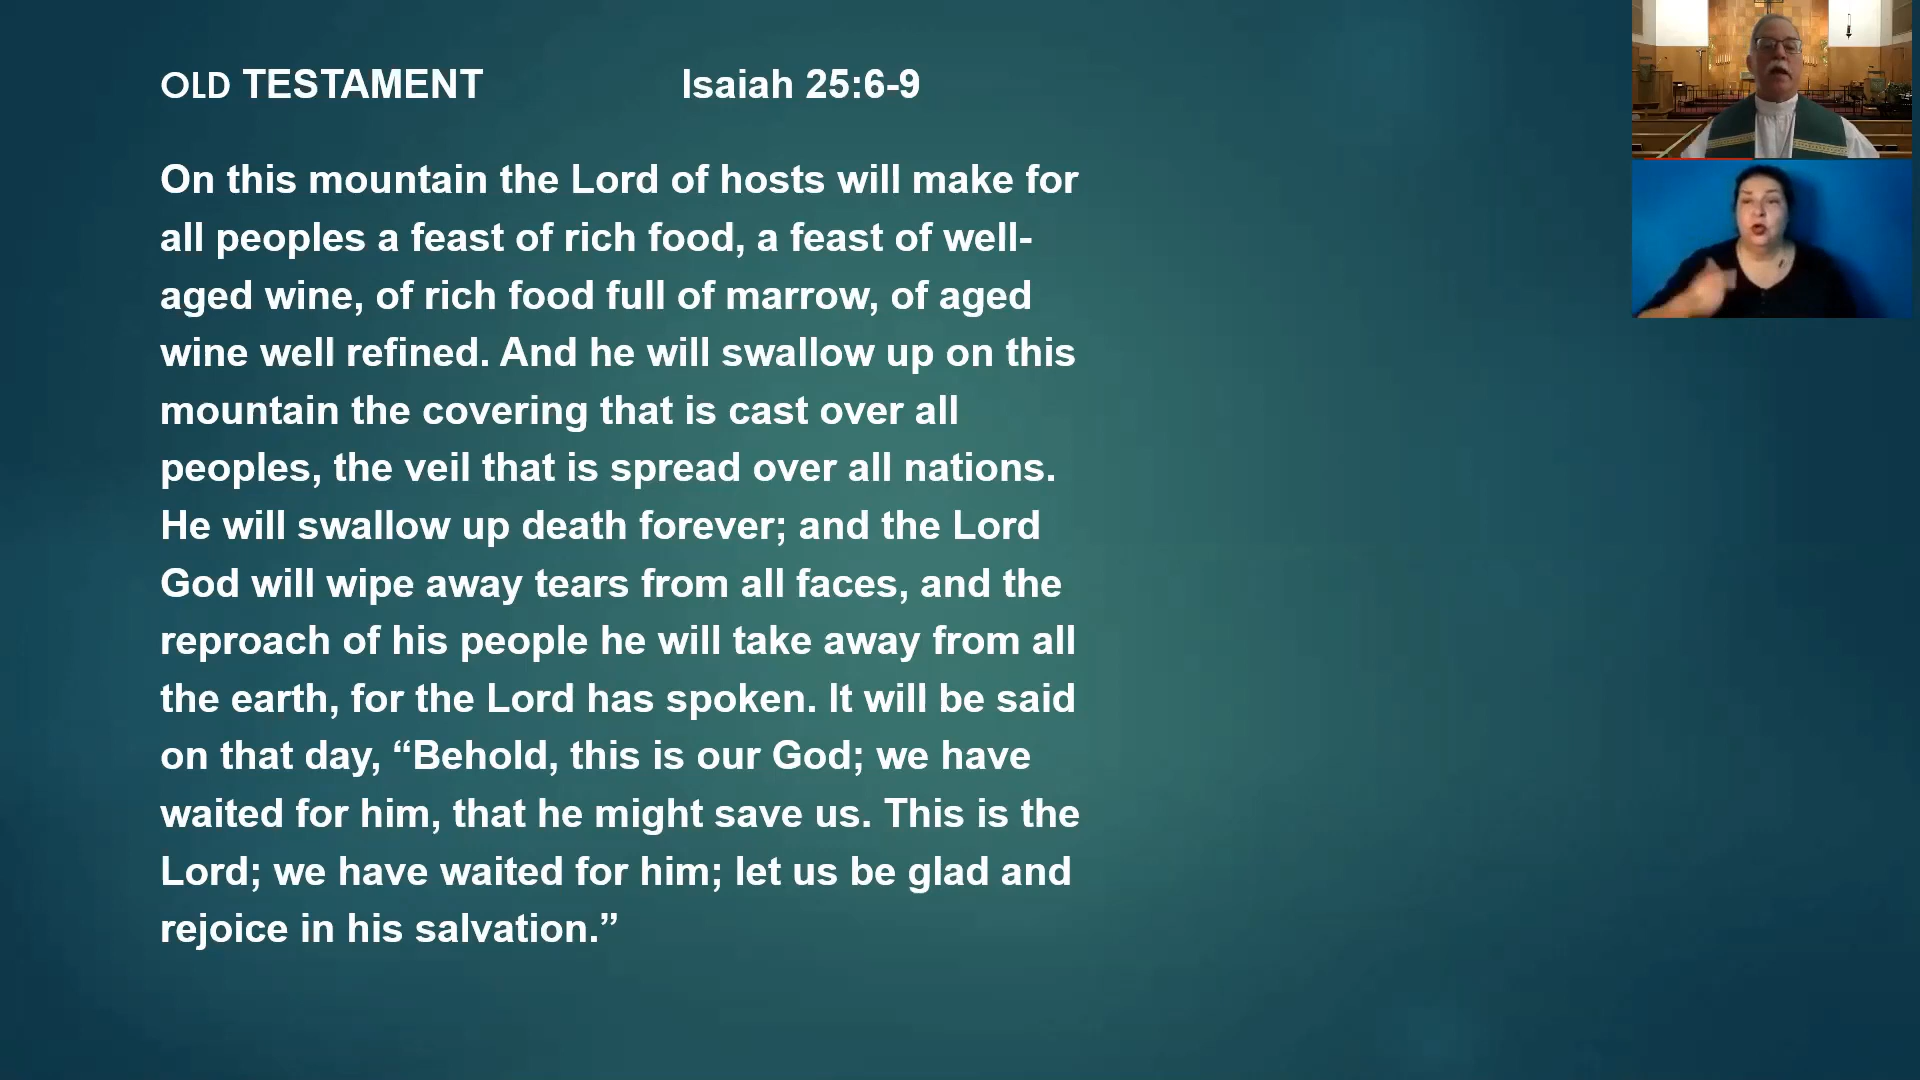 OLD TESTAMENT Isaiah 25:6-9
On this mountain the Lord of hosts will make for
all peoples a feast of rich food, a feast of well-
aged wine, of rich food full of marrow, of aged
wine well refined. And he will swallow up on this
mountain the covering that is cast over all
peoples, the veil that is spread over all nations.
He will swallow up death forever; and the Lord
God will wipe away tears from all faces, and the
reproach of his people he will take away from all
the earth, for the Lord has spoken. It will be said
on that day, “Behold, this is our God; we have
waited for him, that he might save us. This is the
Lord; we have waited for him; let us be glad and
rejoice in his salvation.”